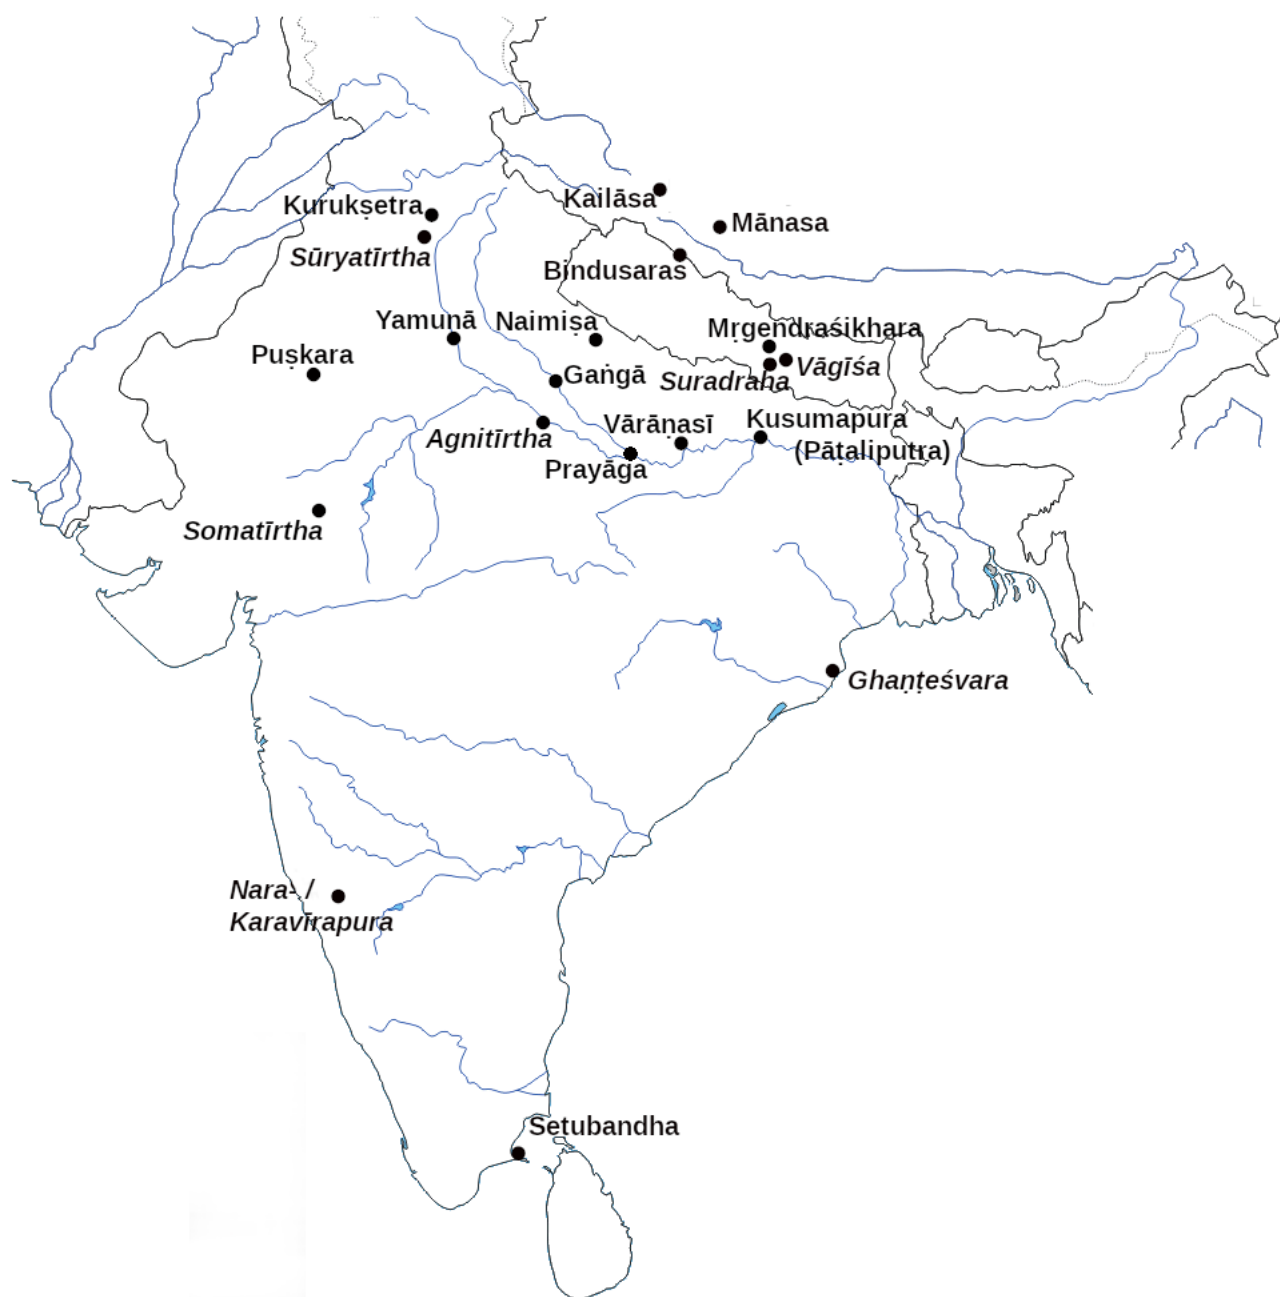 Kailāsa
Kurukṣetra
Mānasa
Sūryatīrtha
Bindusaras
Yamunā
Naimiṣa
Mṛgendraśikhara
Puṣkara
Vāgīśa
Gaṅgā
Suradraha
Kusumapura
(Pāṭaliputra)
Vārāṇasī
Agnitīrtha
Prayāga
Somatīrtha
Ghaṇṭeśvara
Nara- /
Karavīrapura
Setubandha